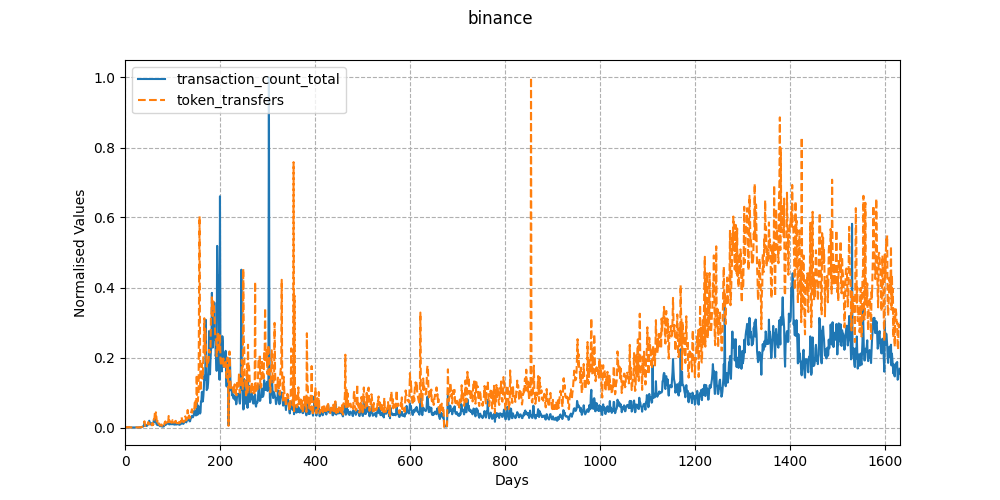 binance
transaction_count_total
token_transfers
Normalised Values
1.0
0.8
0.6
0.4
0.2
0.0
0 200 400 600 800 1000 1200 1400 1600
Days